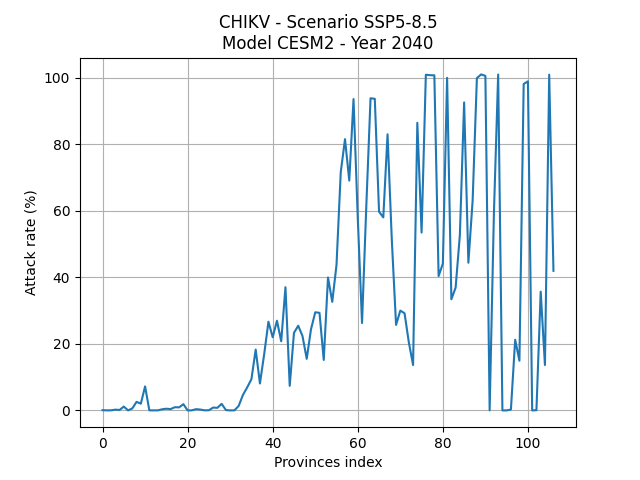 CHIKV - Scenario SSP5-8.5
Model CESM2 - Year 2040
Attack rate (%)
100
80
60
40
20
0
0 20 40 60 80 100
Provinces index